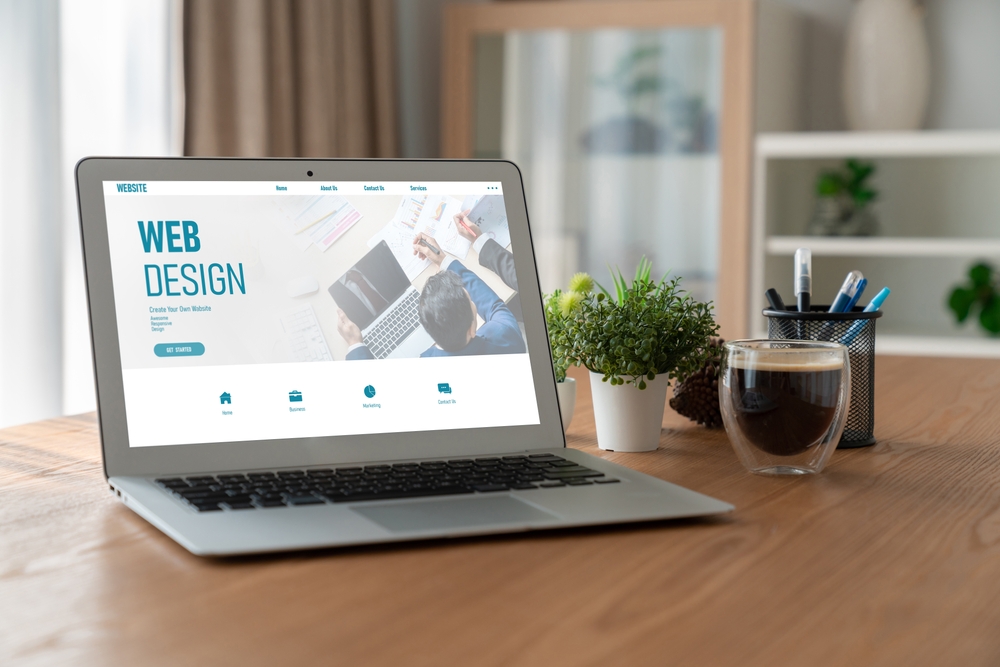 WEBSITE
Home About Us Contact Us Services
WEB
DESIGN
Create Your Own Website
Awesome
Responsive
Design
GET STARTED
Home Business Marketing Contact Us